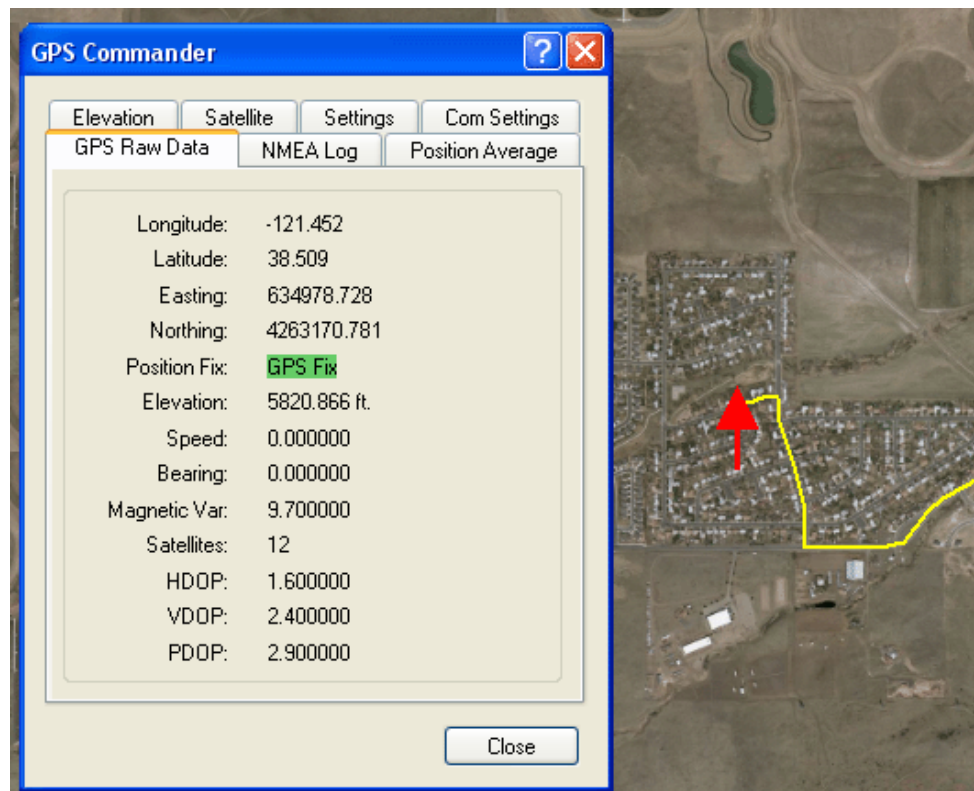 GPS Commander
Elevation Satellite Settings Com Settings
GPS Raw Data NMEA Log Position Average
Longitude: -121.452
Latitude: 38.509
Easting: 634978.728
Northing: 4263170.781
Position Fix: GPS Fix
Elevation: 5820.866 ft.
Speed: 0.000000
Bearing: 0.000000
Magnetic Var: 9.700000
Satellites: 12
HDOP: 1.600000
VDOP: 2.400000
PDOP: 2.900000
Close